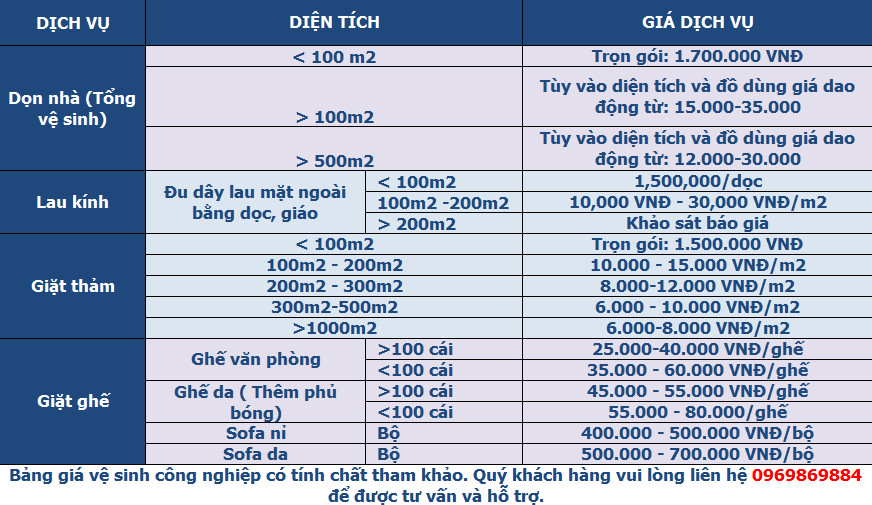 DỊCH VỤ DIỆN TÍCH GIÁ DỊCH VỤ
Dọn nhà (Tổng
vệ sinh)
< 100 m2 Trọn gói: 1.700.000 VNĐ
> 100m2
Tùy vào diện tích và đồ dùng giá dao
động từ: 15.000-35.000
> 500m2
Tùy vào diện tích và đồ dùng giá dao
động từ: 12.000-30.000
Lau kính
Đu dây lau mặt ngoài
bằng dọc, giáo
< 100m2 1,500,000/dọc
100m2 -200m2 10,000 VNĐ - 30,000 VNĐ/m2
> 200m2 Khảo sát báo giá
Giặt thảm
< 100m2 Trọn gói: 1.500.000 VNĐ
100m2 - 200m2 10.000 - 15.000 VNĐ/m2
200m2 - 300m2 8.000-12.000 VNĐ/m2
300m2-500m2 6.000 - 10.000 VNĐ/m2
>1000m2 6.000-8.000 VNĐ/m2
Giặt ghế
Ghế văn phòng
>100 cái 25.000-40.000 VNĐ/ghế
<100 cái 35.000 - 60.000 VNĐ/ghế
Ghế da ( Thêm phủ
bóng)
>100 cái 45.000 - 55.000 VNĐ/ghế
<100 cái 55.000 - 80.000/ghế
Sofa nỉ Bộ 400.000 - 500.000 VNĐ/bộ
Sofa da Bộ 500.000 - 700.000 VNĐ/bộ
Bảng giá vệ sinh công nghiệp có tính chất tham khảo. Quý khách hàng vui lòng liên hệ 0969869884
để được tư vấn và hỗ trợ.